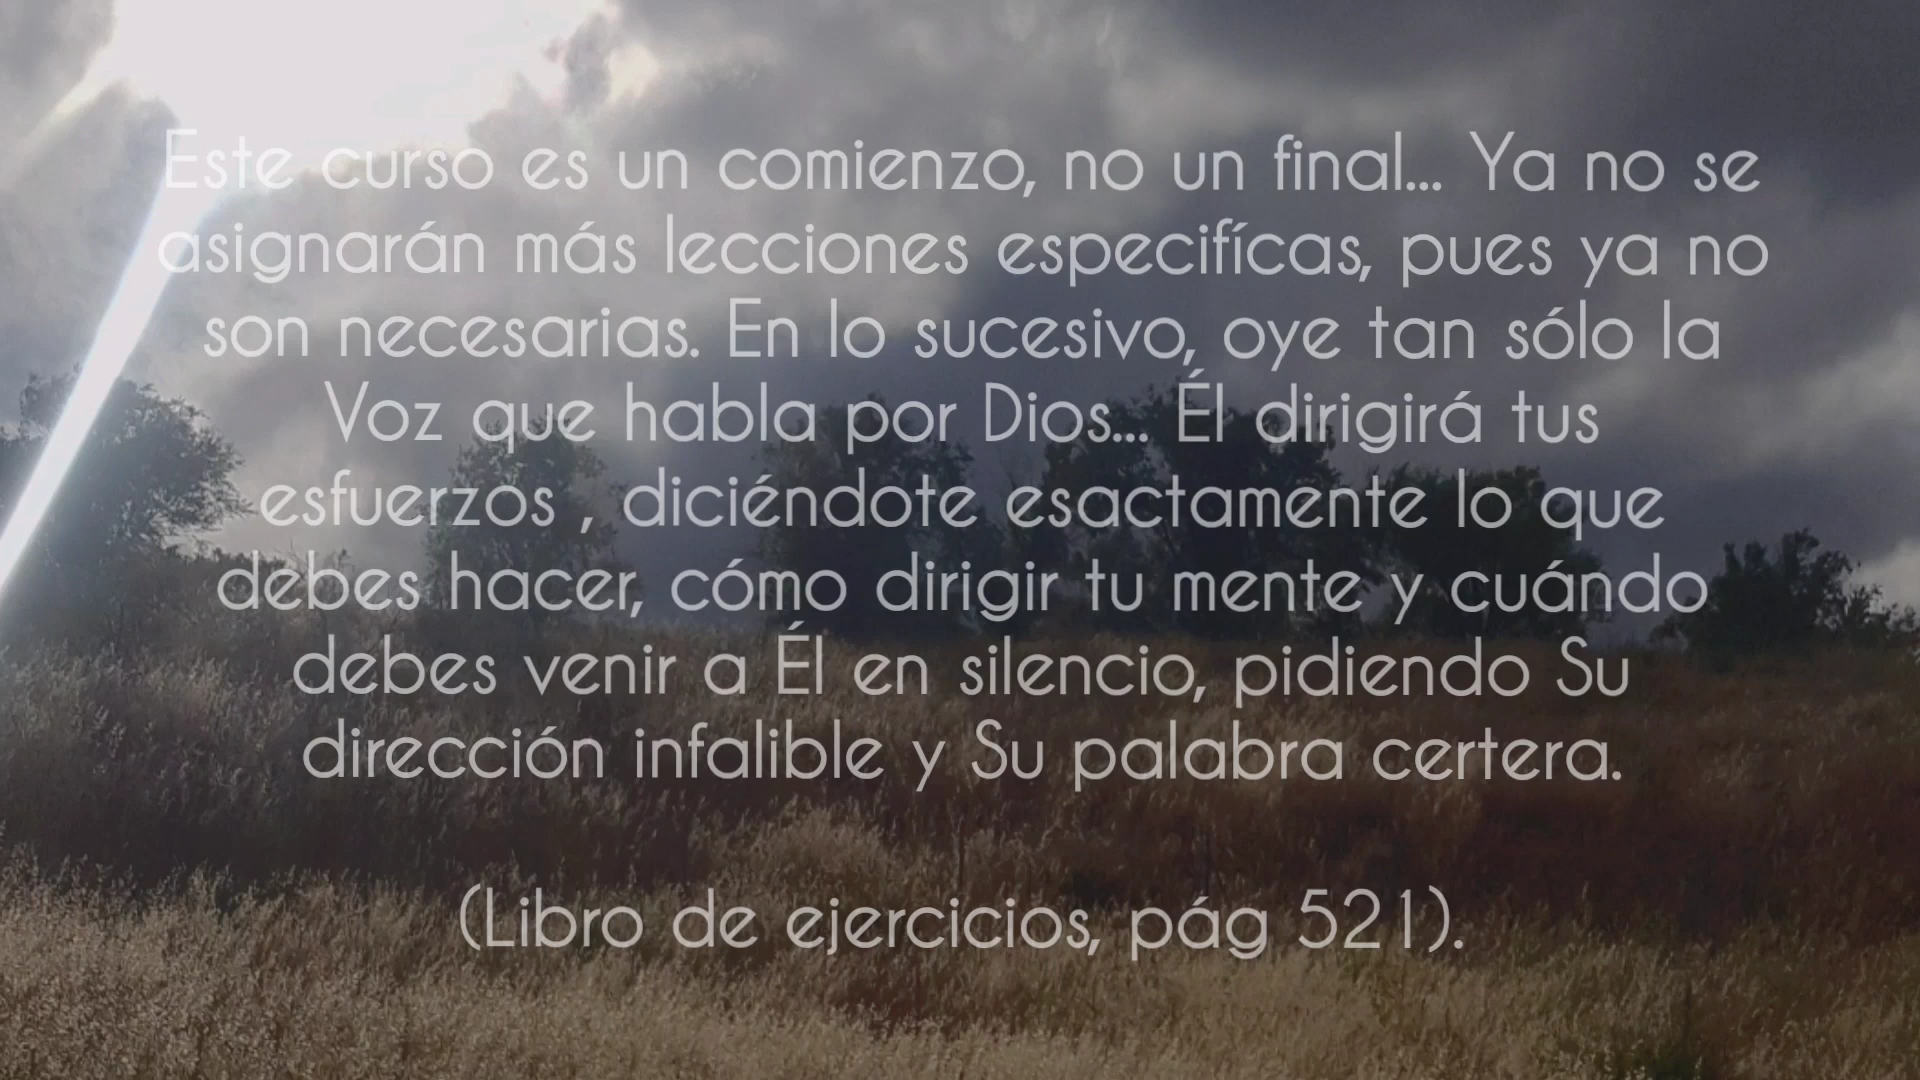 Este curso es un comienzo, no un final... Ya no se
asignarán más lecciones especifícas, pues ya no
son necesarias. En lo sucesivo, oye tan sólo la
Voz que habla por Dios... Él dirigirá tus
esfuerzos , diciéndote esactamente lo que
debes hacer, cómo dirigir tu mente y cuándo
debes venir a Él en silencio, pidiendo Su
dirección infalible y Su palabra certera.
(Libro de ejercicios, pág 521).